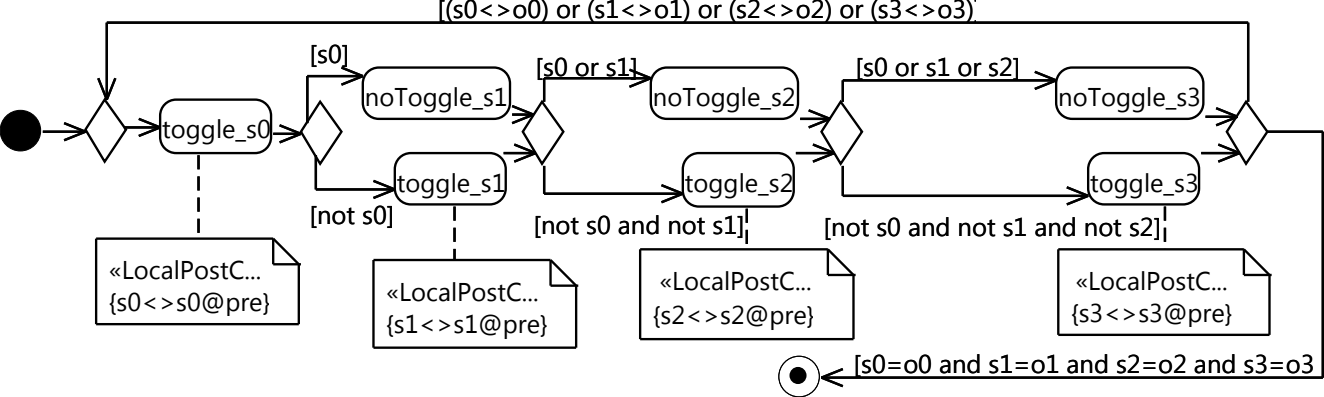 [(s0<>o0) or (s1<>o1) or (s2<>o2) or (s3<>o3)]
[s0]
[s0 or s1]
[s0 or s1 or s2]
noToggle_s1
noToggle_s2
noToggle_s3
toggle_s0
toggle_s1
toggle_s2
toggle_s3
[not s0]
[not s0 and not s1]
[not s0 and not s1 and not s2]
«LocalPostC...
{s0<>s0@pre}
«LocalPostC...
{s1<>s1@pre}
«LocalPostC...
{s2<>s2@pre}
«LocalPostC...
{s3<>s3@pre}
[s0=o0 and s1=o1 and s2=o2 and s3=o3